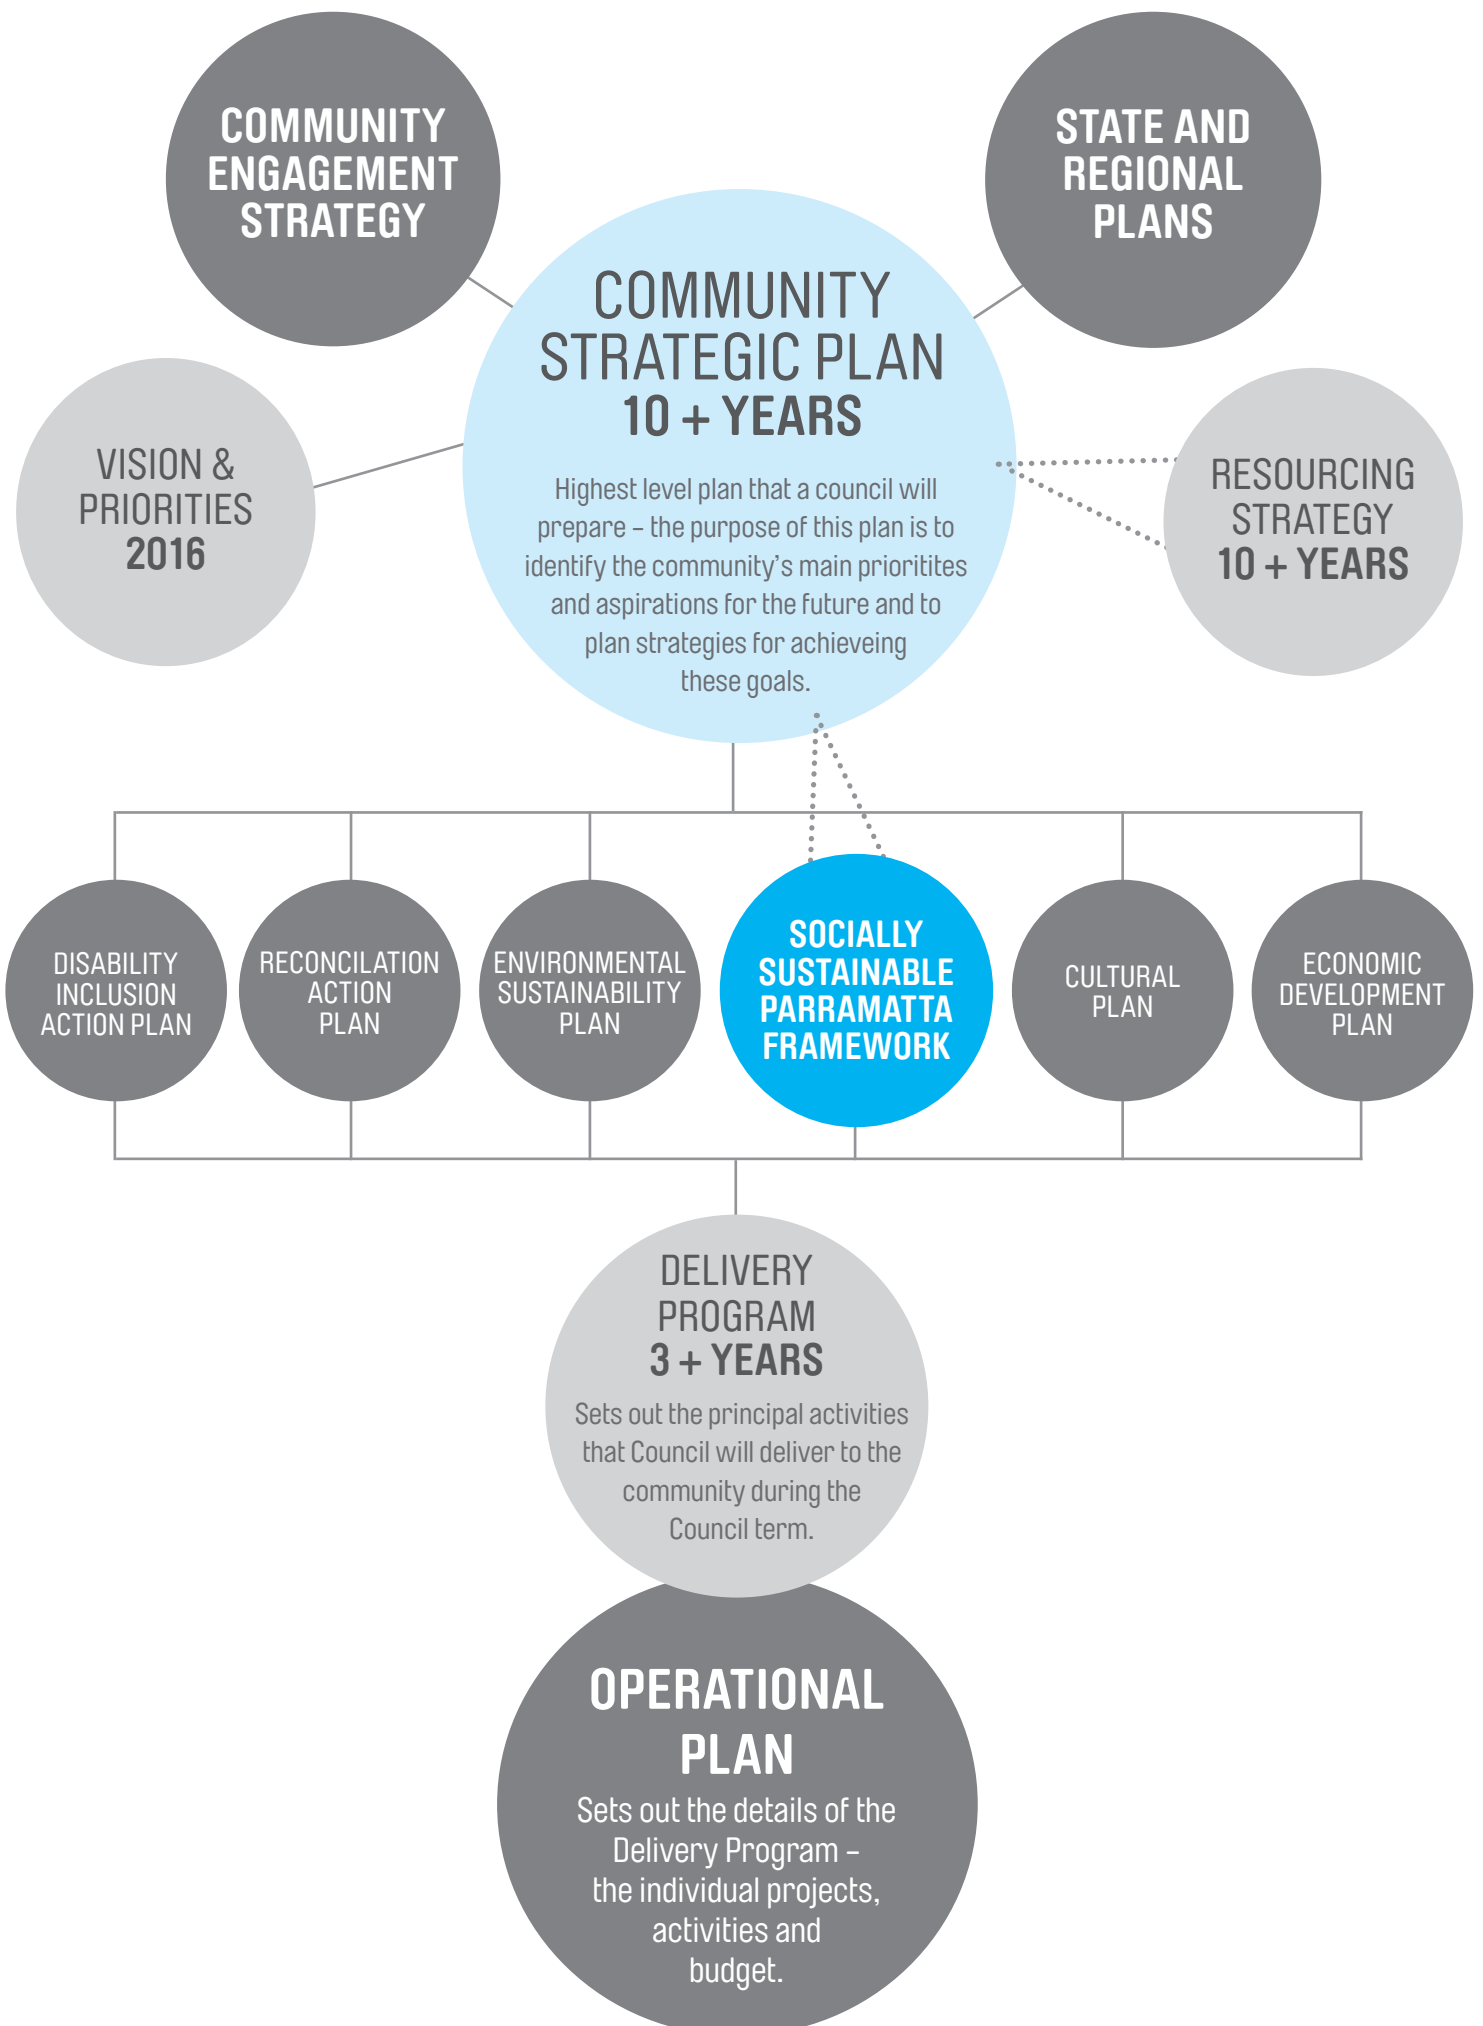 COMMUNITY
ENGAGEMENT
STRATEGY
STATE AND
REGIONAL
PLANS
COMMUNITY
STRATEGIC PLAN
10 + YEARS
Highest level plan that a council will
prepare – the purpose of this plan is to
identify the community's main prioritites
and aspirations for the future and to
plan strategies for achieveing
these goals.
VISION &
PRIORITIES
2016
RESOURCING
STRATEGY
10 + YEARS
DISABILITY
INCLUSION
ACTION PLAN
RECONCILATION
ACTION
PLAN
ENVIRONMENTAL
SUSTAINABILITY
PLAN
SOCIALLY
SUSTAINABLE
PARRAMATTA
FRAMEWORK
CULTURAL
PLAN
ECONOMIC
DEVELOPMENT
PLAN
DELIVERY
PROGRAM
3 + YEARS
Sets out the principal activities
that Council will deliver to the
community during the
Council term.
OPERATIONAL
PLAN
Sets out the details of the
Delivery Program –
the individual projects,
activities and
budget.